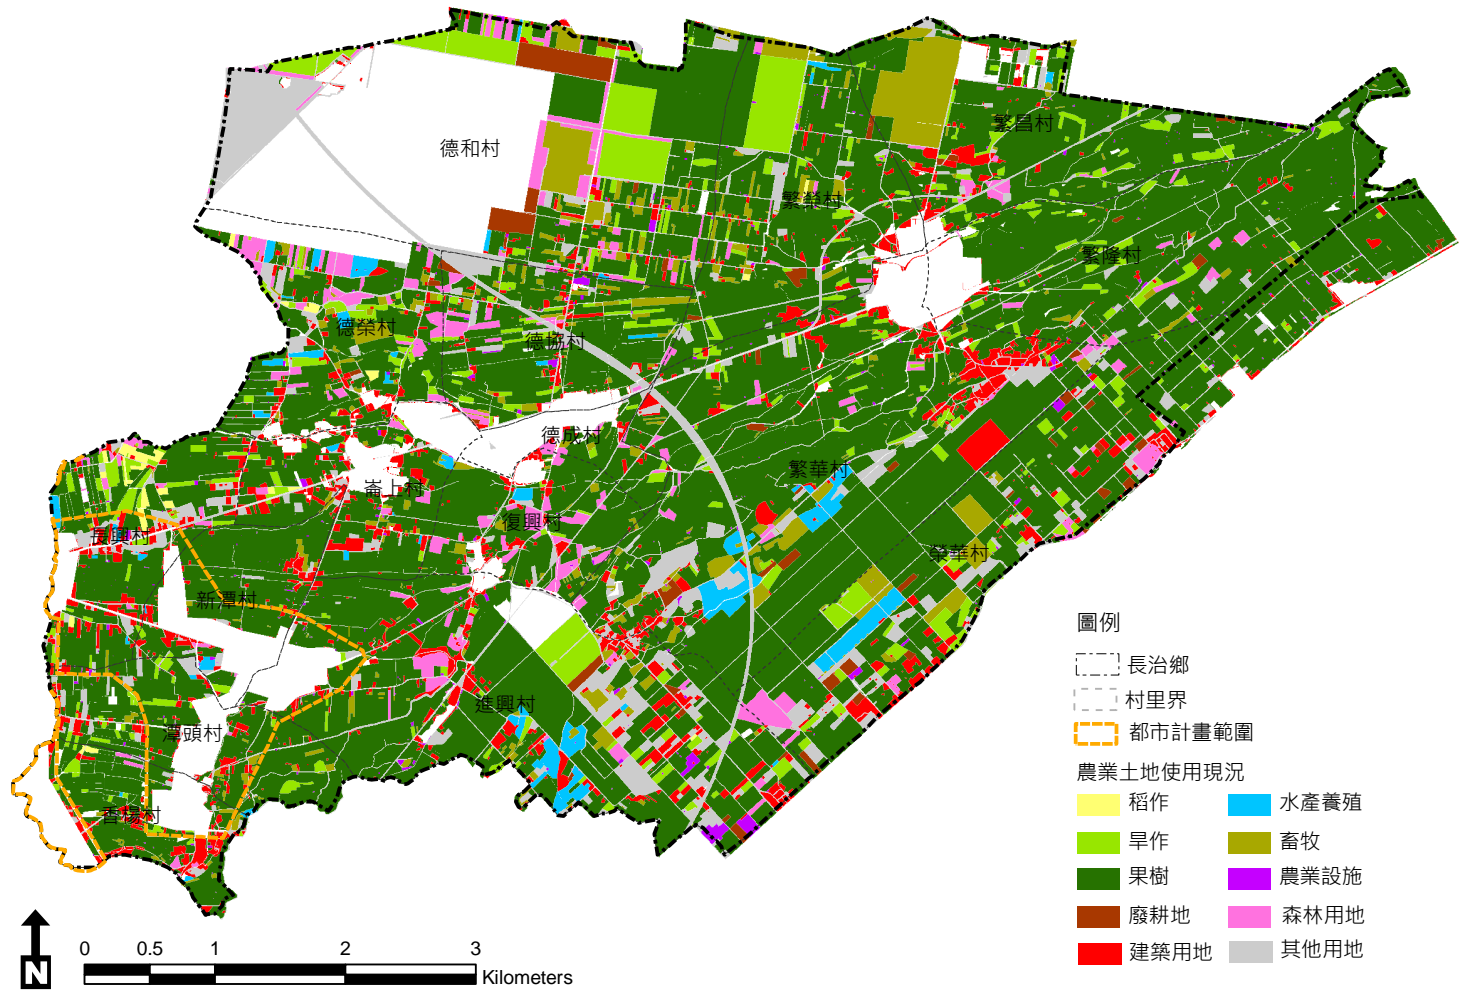 德和村
繁昌村
繁榮村
繁隆村
德榮村
德協村
德成村
繁華村
崙上村
復興村
長興村
榮華村
新潭村
進興村
潭頭村
香楊村
圖例
長治鄉
村里界
都市計畫範圍
農業土地使用現況
稻作 水產養殖
旱作 畜牧
果樹 農業設施
廢耕地 森林用地
建築用地 其他用地
0 0.5 1 2 3
Kilometers
N